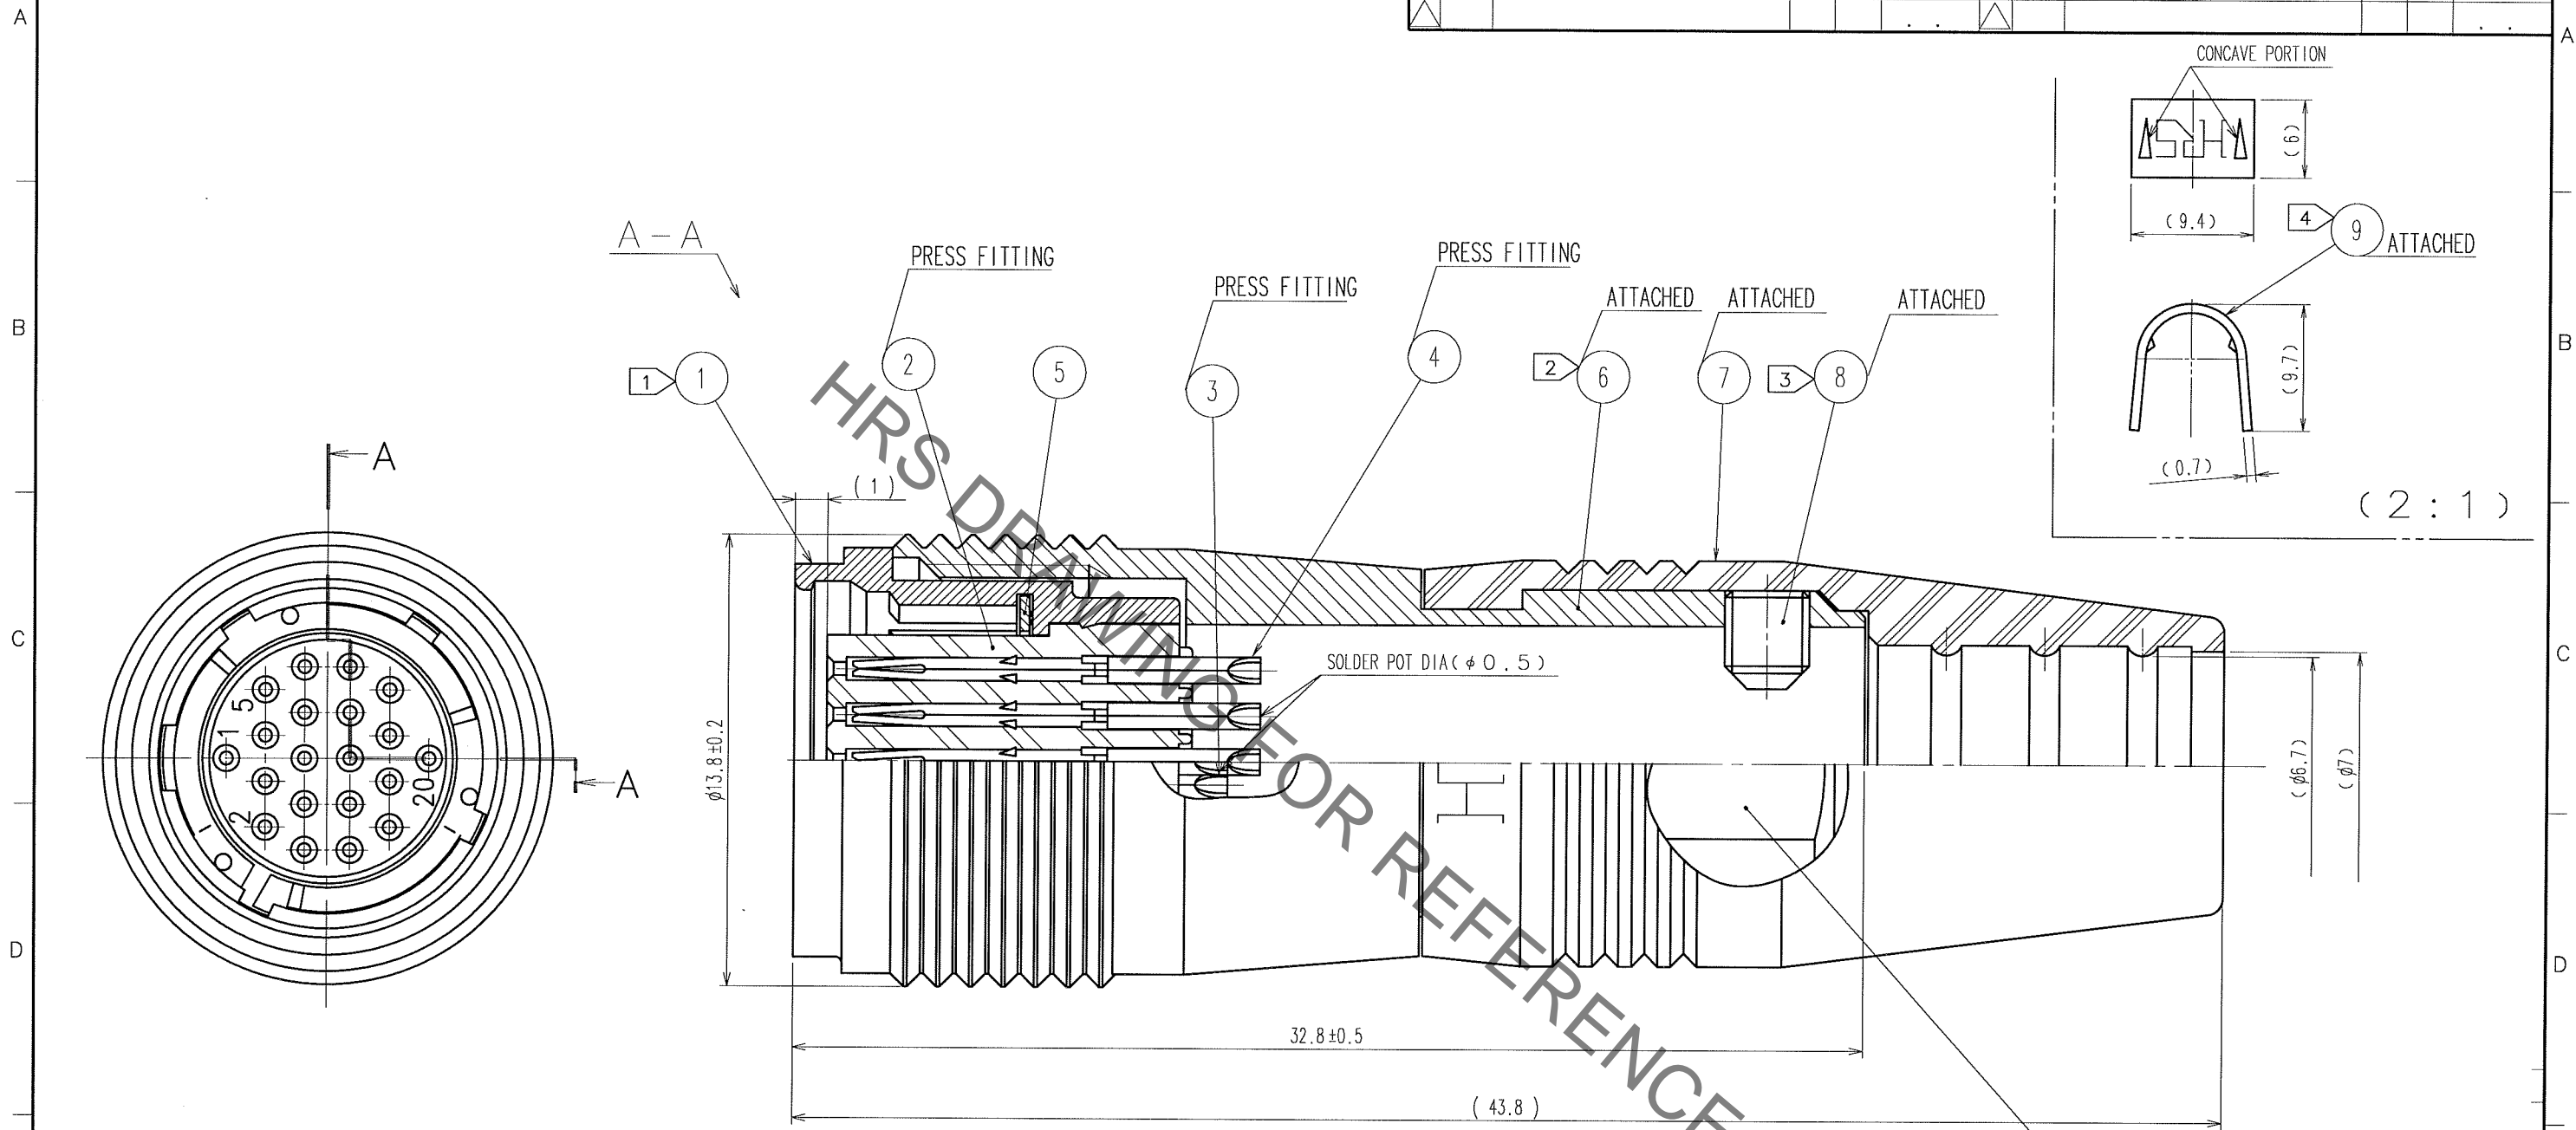 A
A
CONCAVE PORTION
HRS
(6)
(9.4)
4
9
ATTACHED
A-A
PRESS FITTING
PRESS FITTING
PRESS FITTING
ATTACHED
ATTACHED
ATTACHED
B
B
1
1
2
5
3
4
2
6
7
3
8
(9.7)
(0.7)
(2:1)
A
(1)
HRS DRAWING FOR REFERENCE
C
C
SOLDER POT DIA(φ0.5)
5
1
2
20
A
φ13.8±0.2
H
(φ6.7)
(φ7)
D
D
32.8±0.5
(43.8)